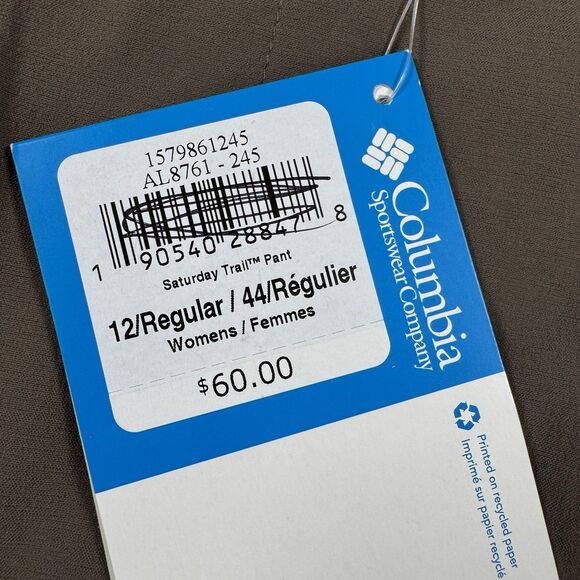 1579861245
AL8761 - 245
1 90540 28847 8
Saturday Trail™ Pant
12/Regular / 44/Régulier
Womens / Femmes
$60.00
Columbia
Sportswear Company
Printed on recycled paper
Imprimé sur papier recyclé